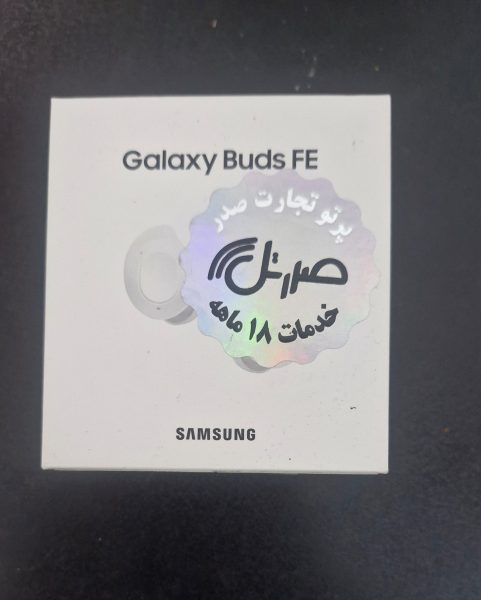 Galaxy Buds FE
پرتو تجارت صدر
صدرتل
خدمات ۱۸ ماهه
SAMSUNG